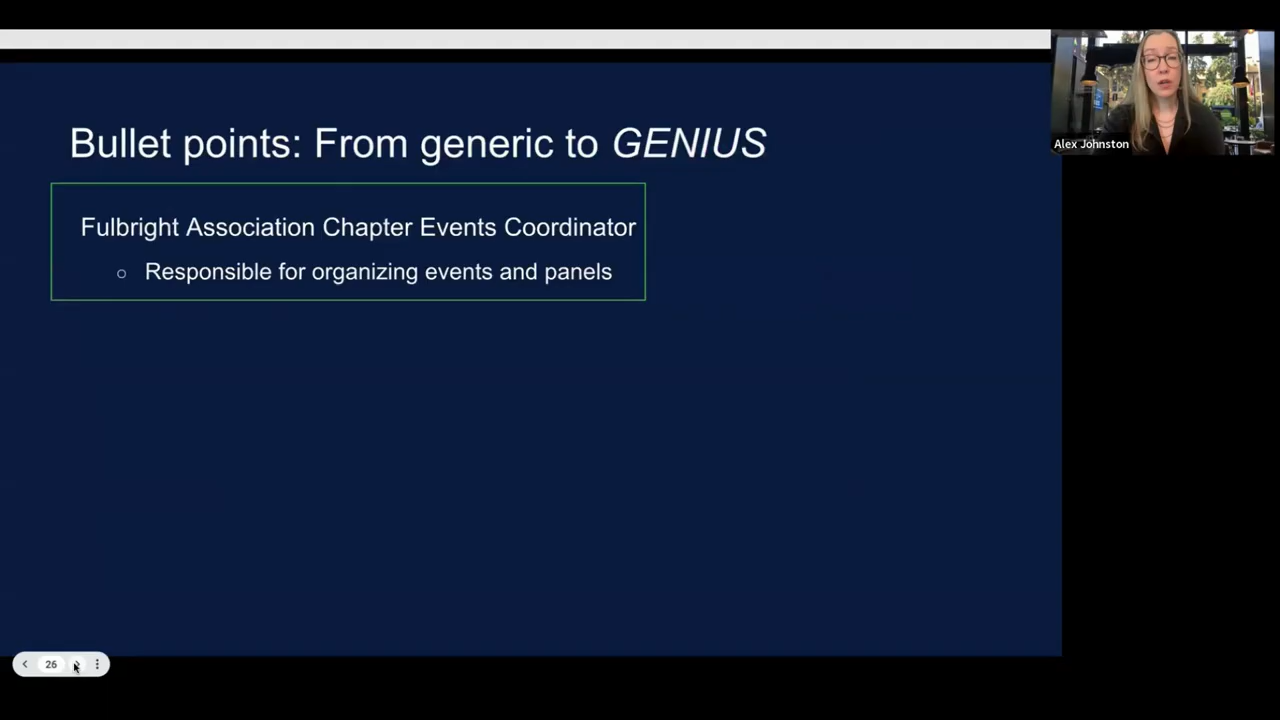 Bullet points: From generic to GENIUS
Fulbright Association Chapter Events Coordinator
○ Responsible for organizing events and panels
Alex Johnston
26